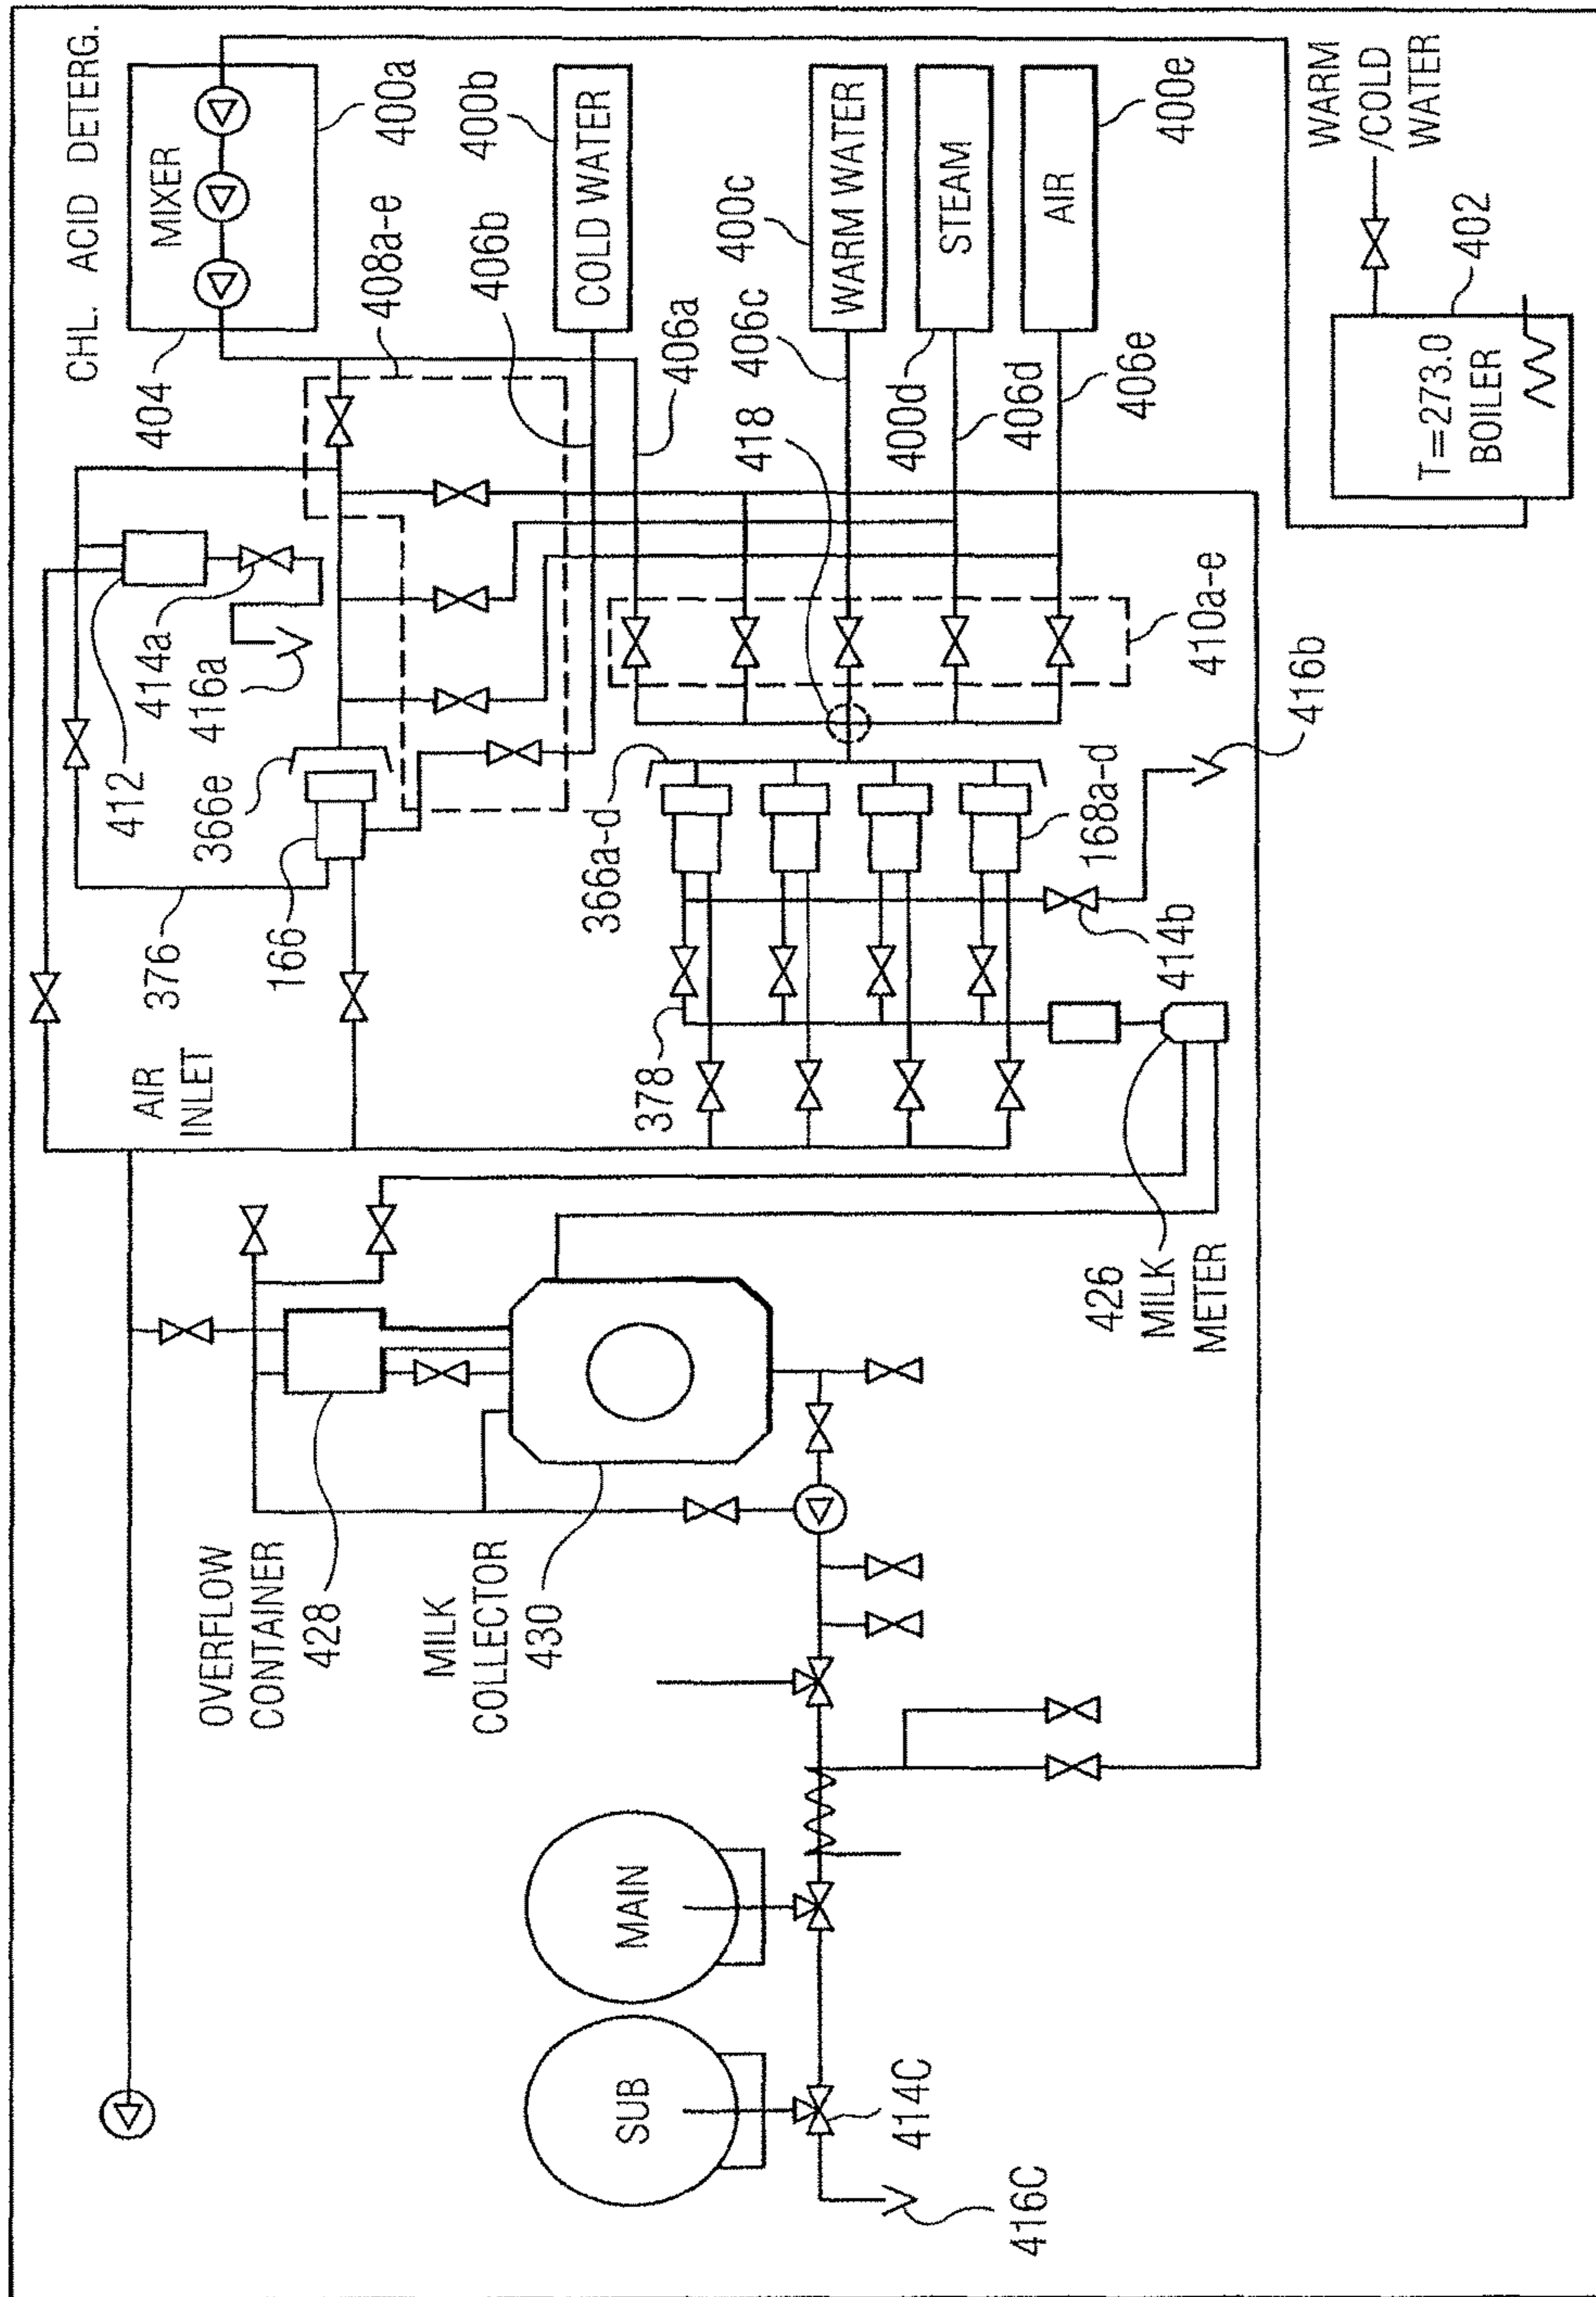 CHL. ACID DETERG.
MIXER
404
400a
408a-e
400b
COLD WATER
406b
406a
412
414a
416a
366e
166
376
AIR
INLET
400c
WARM WATER
406c
418
STEAM
400d
406d
AIR
400e
406e
410a-e
416b
366a-d
168a-d
414b
378
WARM
/COLD
WATER
402
T=273.0
BOILER
OVERFLOW
CONTAINER
428
MILK
COLLECTOR
430
426
MILK
METER
MAIN
SUB
414C
416C